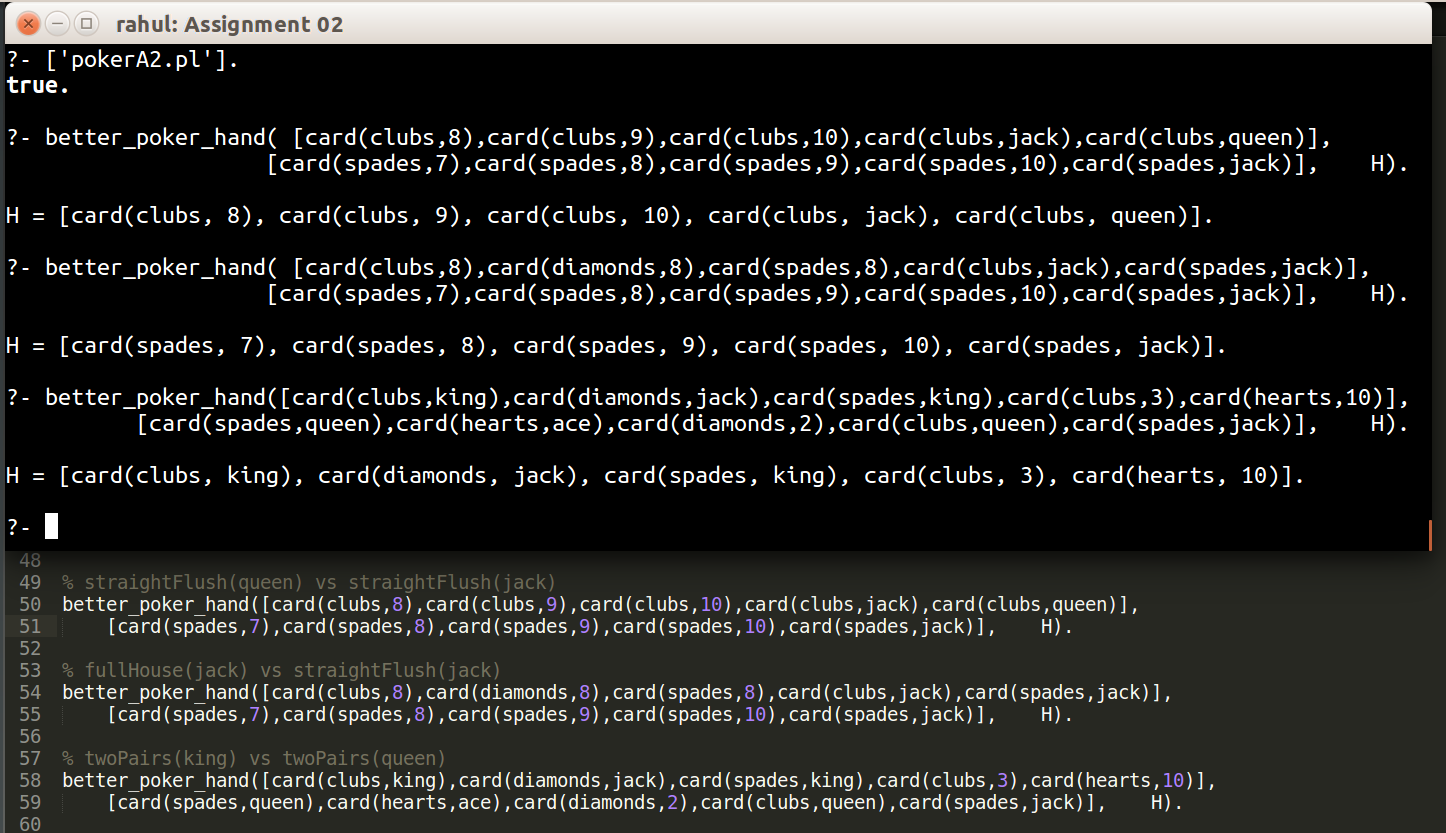 rahul: Assignment 02
?- ['pokerA2.pl'].
true.
?- better_poker_hand( [card(clubs,8),card(clubs,9),card(clubs,10),card(clubs,jack),card(clubs,queen)],
[card(spades,7),card(spades,8),card(spades,9),card(spades,10),card(spades,jack)],    H).
H = [card(clubs, 8), card(clubs, 9), card(clubs, 10), card(clubs, jack), card(clubs, queen)].
?- better_poker_hand( [card(clubs,8),card(diamonds,8),card(spades,8),card(clubs,jack),card(spades,jack)],
[card(spades,7),card(spades,8),card(spades,9),card(spades,10),card(spades,jack)],    H).
H = [card(spades, 7), card(spades, 8), card(spades, 9), card(spades, 10), card(spades, jack)].
?- better_poker_hand([card(clubs,king),card(diamonds,jack),card(spades,king),card(clubs,3),card(hearts,10)],
[card(spades,queen),card(hearts,ace),card(diamonds,2),card(clubs,queen),card(spades,jack)],    H).
H = [card(clubs, king), card(diamonds, jack), card(spades, king), card(clubs, 3), card(hearts, 10)].
?-
48
49 % straightFlush(queen) vs straightFlush(jack)
50 better_poker_hand([card(clubs,8),card(clubs,9),card(clubs,10),card(clubs,jack),card(clubs,queen)],
51 [card(spades,7),card(spades,8),card(spades,9),card(spades,10),card(spades,jack)],    H).
52
53 % fullHouse(jack) vs straightFlush(jack)
54 better_poker_hand([card(clubs,8),card(diamonds,8),card(spades,8),card(clubs,jack),card(spades,jack)],
55 [card(spades,7),card(spades,8),card(spades,9),card(spades,10),card(spades,jack)],    H).
56
57 % twoPairs(king) vs twoPairs(queen)
58 better_poker_hand([card(clubs,king),card(diamonds,jack),card(spades,king),card(clubs,3),card(hearts,10)],
59 [card(spades,queen),card(hearts,ace),card(diamonds,2),card(clubs,queen),card(spades,jack)],    H).
60